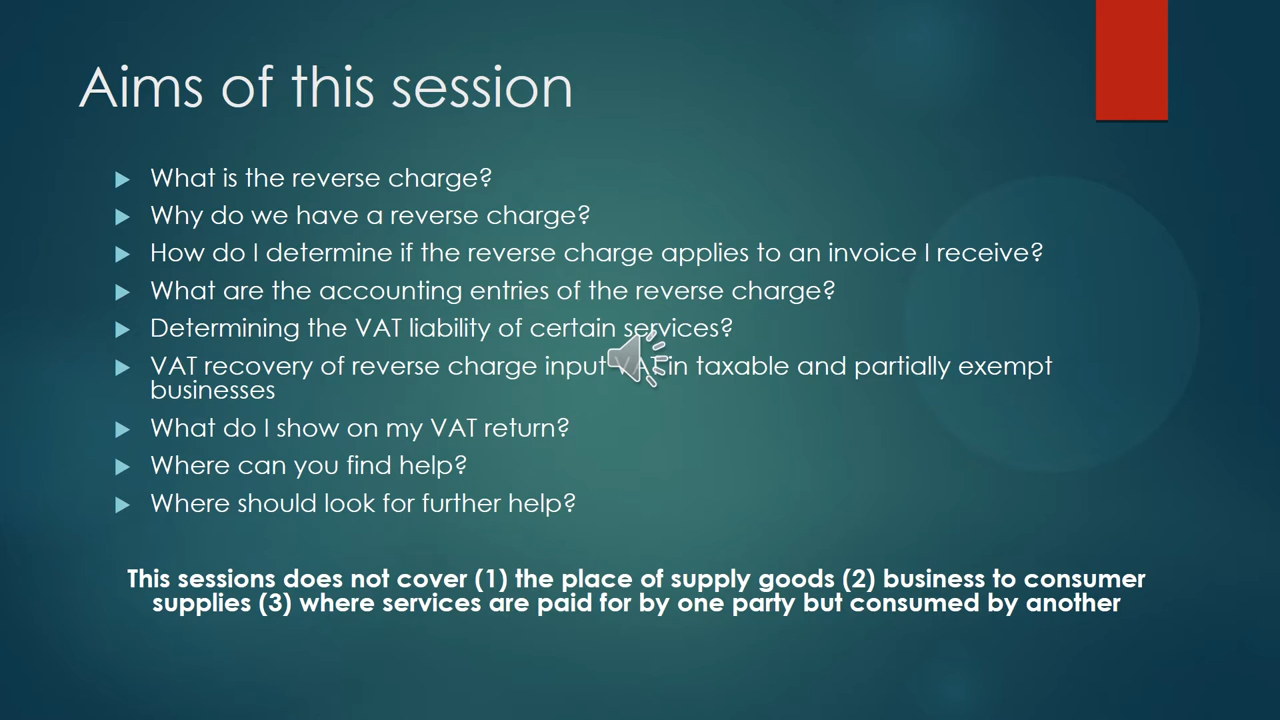 Aims of this session
What is the reverse charge?
Why do we have a reverse charge?
How do I determine if the reverse charge applies to an invoice I receive?
What are the accounting entries of the reverse charge?
Determining the VAT liability of certain services?
VAT recovery of reverse charge input VAT in taxable and partially exempt
businesses
What do I show on my VAT return?
Where can you find help?
Where should look for further help?
This sessions does not cover (1) the place of supply goods (2) business to consumer
supplies (3) where services are paid for by one party but consumed by another